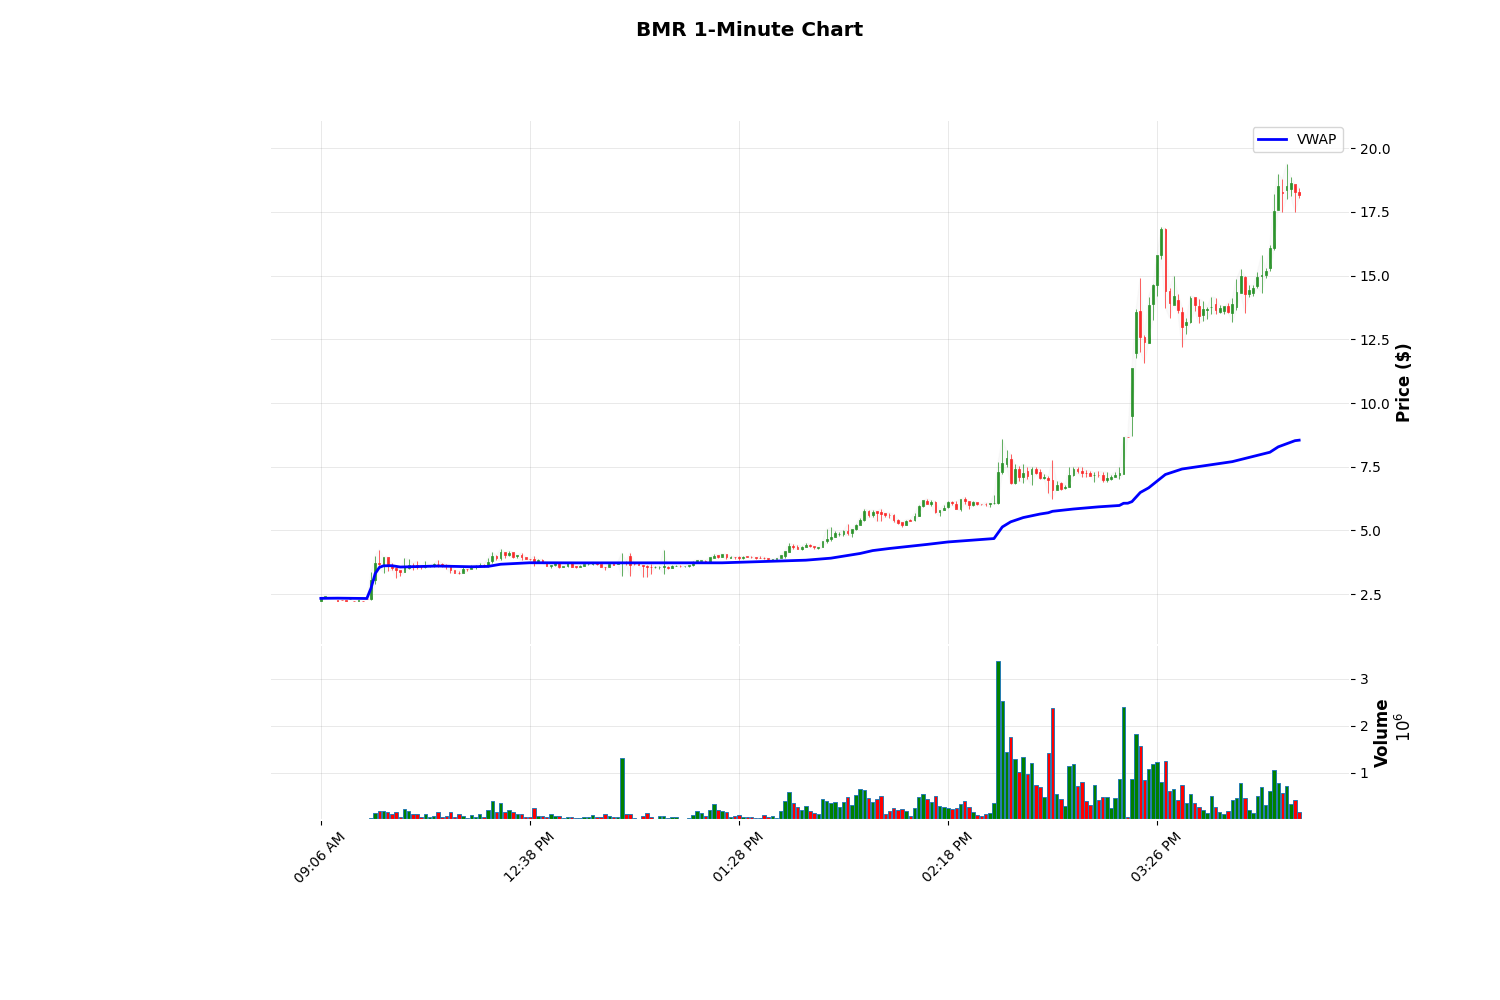 BMR 1-Minute Chart
VWAP
20.0
17.5
15.0
12.5
10.0
7.5
5.0
2.5
Price ($)
3
2
1
Volume
10^6
09:06 AM
12:38 PM
01:28 PM
02:18 PM
03:26 PM